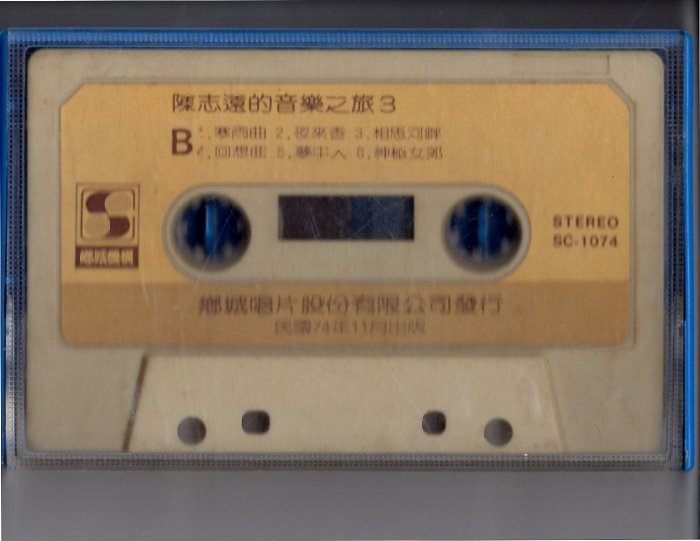 陳志遠的音樂之旅3
B
1,寒雨曲 2,夜來香 3,相思河畔
4,回想曲 5,夢中人 6,神秘女郎
鄉城機構
STEREO
SC-1074
鄉城唱片股份有限公司發行
民國74年11月出版